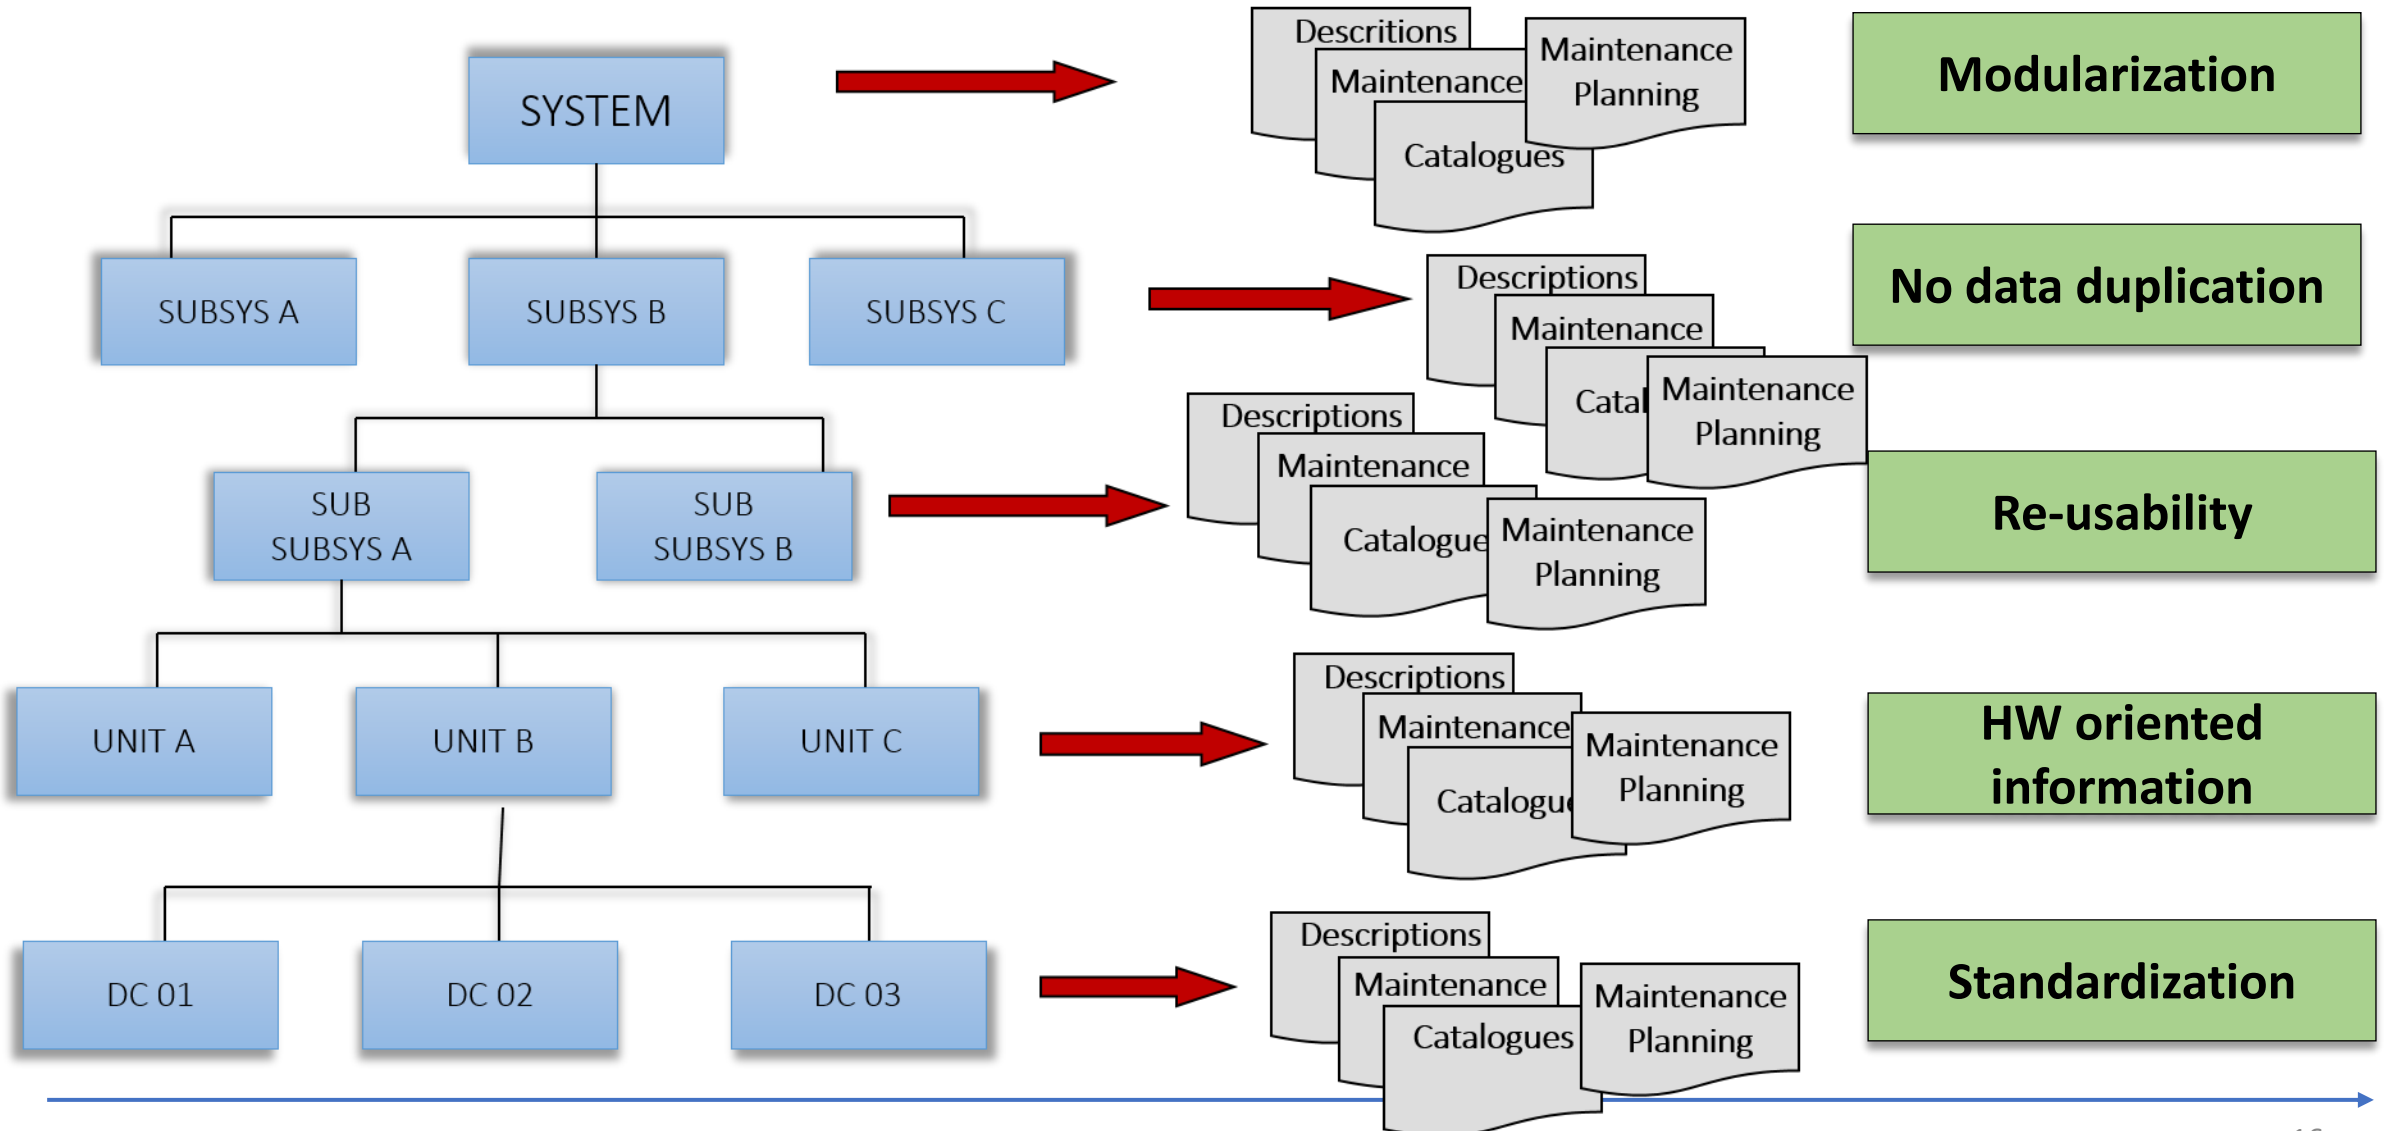 SYSTEM
Descritions
Maintenance
Catalogues
Maintenance
Planning
Modularization
SUBSYS A
SUBSYS B
SUBSYS C
Descriptions
Maintenance
Catal
Maintenance
Planning
No data duplication
SUB
SUBSYS A
SUB
SUBSYS B
Descriptions
Maintenance
Catalogue
Maintenance
Planning
Re-usability
UNIT A
UNIT B
UNIT C
Descriptions
Maintenance
Catalogu
Maintenance
Planning
HW oriented
information
DC 01
DC 02
DC 03
Descriptions
Maintenance
Catalogues
Maintenance
Planning
Standardization